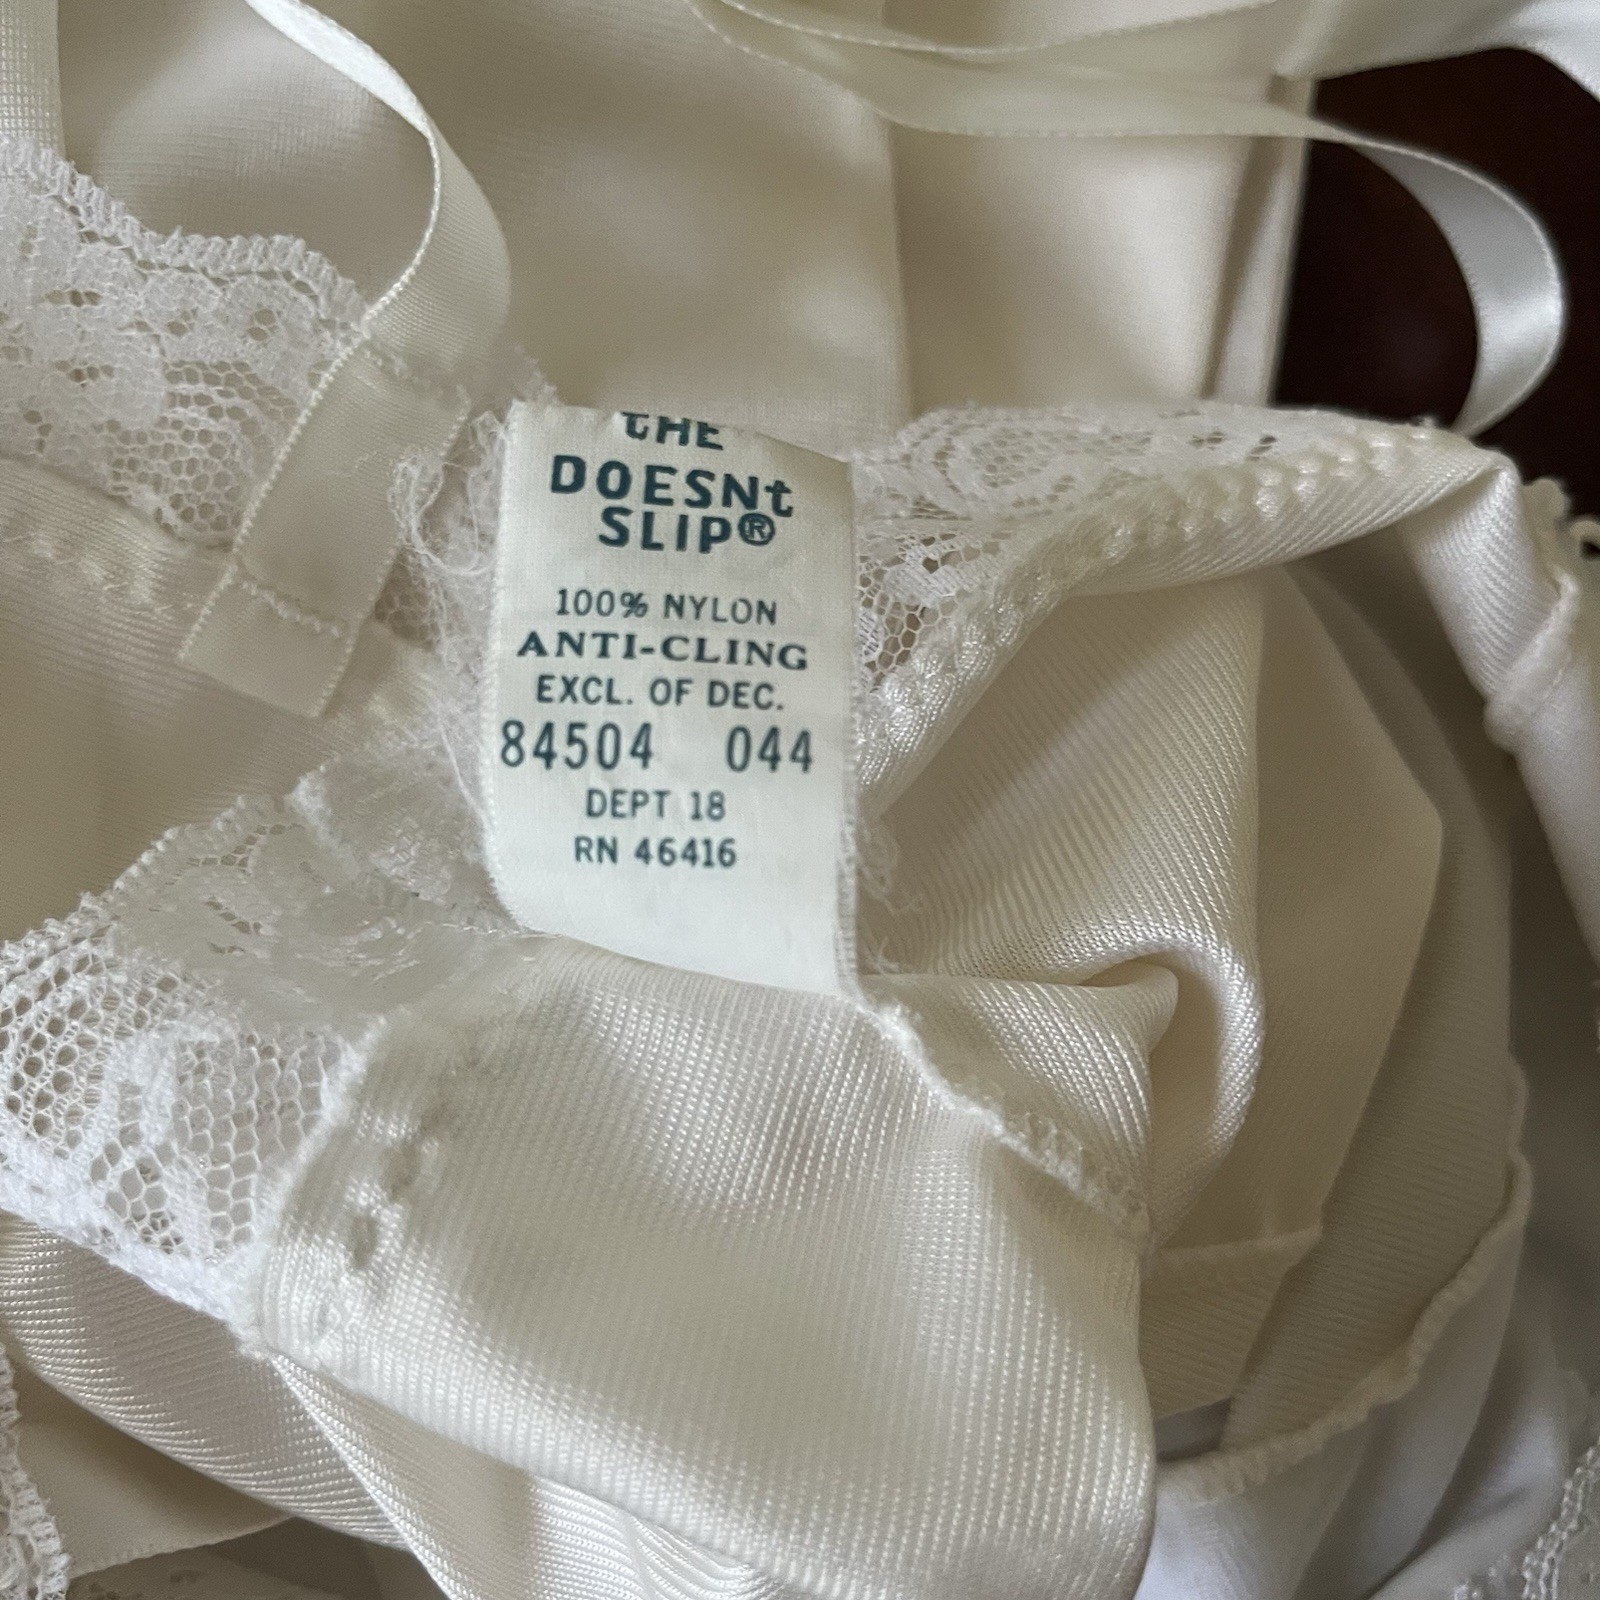 tHE
DOESNt
SLIP®
100% NYLON
ANTI-CLING
EXCL. OF DEC.
84504 044
DEPT 18
RN 46416